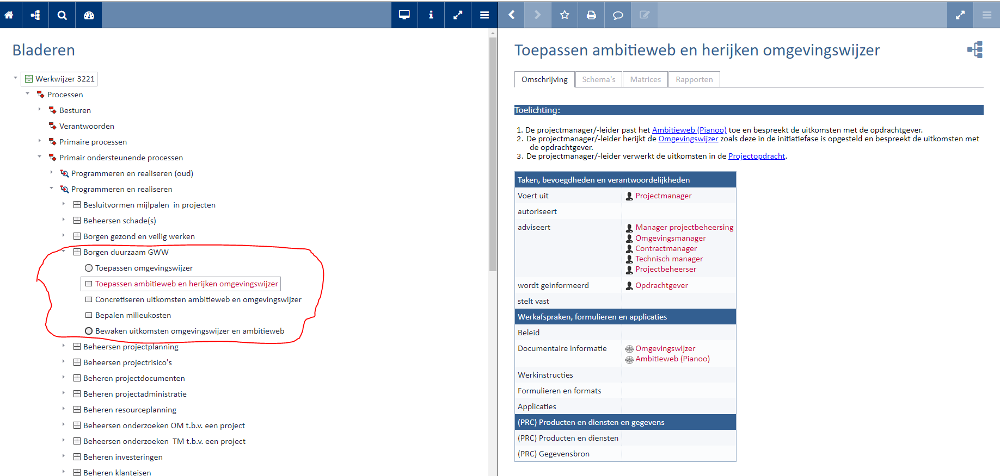 Bladeren
Werkwijzer 3221
Processen
Besturen
Verantwoorden
Primaire processen
Primair ondersteunende processen
Programmeren en realiseren (oud)
Programmeren en realiseren
Besluitvormen mijlpalen  in projecten
Beheersen schade(s)
Borgen gezond en veilig werken
Borgen duurzaam GWW
Toepassen omgevingswijzer
Toepassen ambitieweb en herijken omgevingswijzer
Concretiseren uitkomsten ambitieweb en omgevingswijzer
Bepalen milieukosten
Bewaken uitkomsten omgevingswijzer en ambitieweb
Beheersen projectplanning
Beheersen projectrisico's
Beheren projectdocumenten
Beheren projectadministratie
Beheren resourceplanning
Beheersen onderzoeken OM t.b.v. een project
Beheersen onderzoeken  TM t.b.v. een project
Beheren investeringen
Beheren klanteisen
Toepassen ambitieweb en herijken omgevingswijzer
Omschrijving Schema's Matrices Rapporten
Toelichting:
1. De projectmanager/-leider past het Ambitieweb (Pianoo) toe en bespreekt de uitkomsten met de opdrachtgever.
2. De projectmanager/-leider herijkt de Omgevingswijzer zoals deze in de initiatiefase is opgesteld en bespreekt de uitkomsten met
de opdrachtgever.
3. De projectmanager/-leider verwerkt de uitkomsten in de Projectopdracht.
Taken, bevoegdheden en verantwoordelijkheden
Voert uit Projectmanager
autoriseert
adviseert Manager projectbeheersing
Omgevingsmanager
Contractmanager
Technisch manager
Projectbeheerser
wordt geinformeerd Opdrachtgever
stelt vast
Werkafspraken, formulieren en applicaties
Beleid
Documentaire informatie Omgevingswijzer
Ambitieweb (Pianoo)
Werkinstructies
Formulieren en formats
Applicaties
(PRC) Producten en diensten en gegevens
(PRC) Producten en diensten
(PRC) Gegevensbron